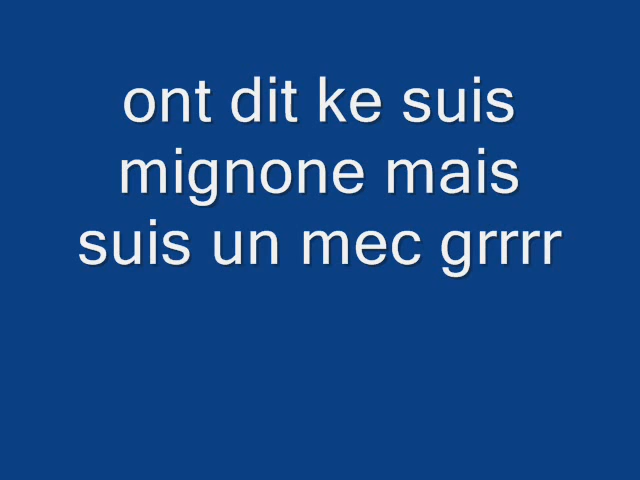 ont dit ke suis
mignone mais
suis un mec grrrr